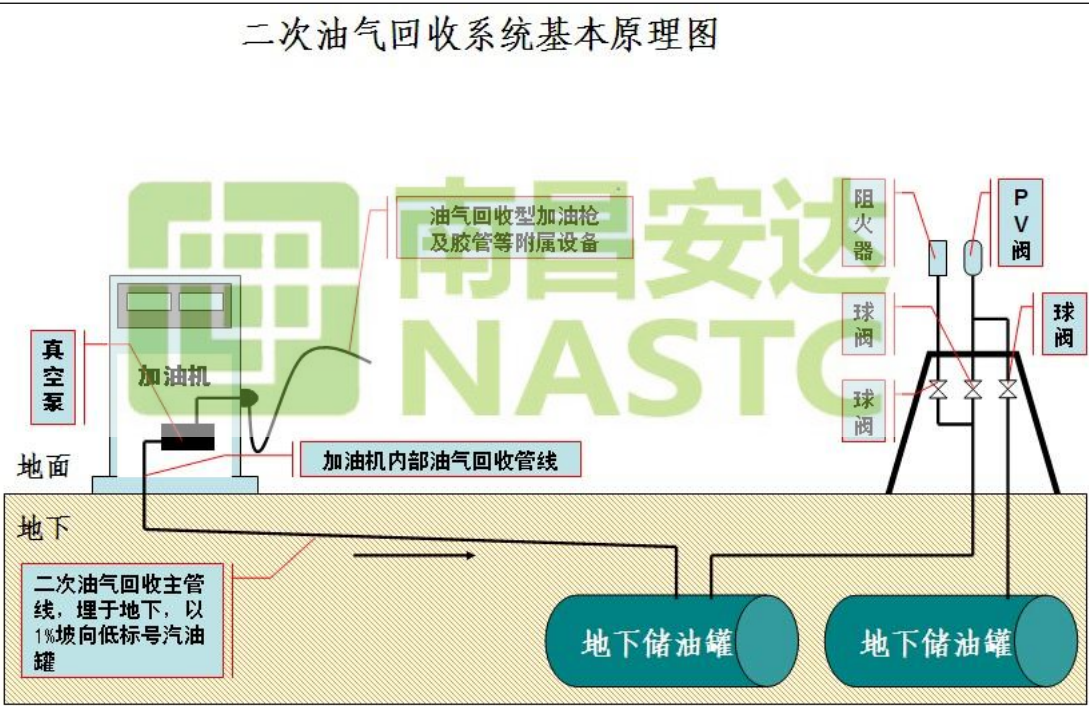 二次油气回收系统基本原理图
南昌安达
NASTC
油气回收型加油枪
及胶管等附属设备
阻
火
器
P
V
阀
球
阀
球
阀
球
阀
真
空
泵
加油机
加油机内部油气回收管线
地面
地下
二次油气回收主管
线，埋于地下，以
1%坡向低标号汽油
罐
地下储油罐
地下储油罐